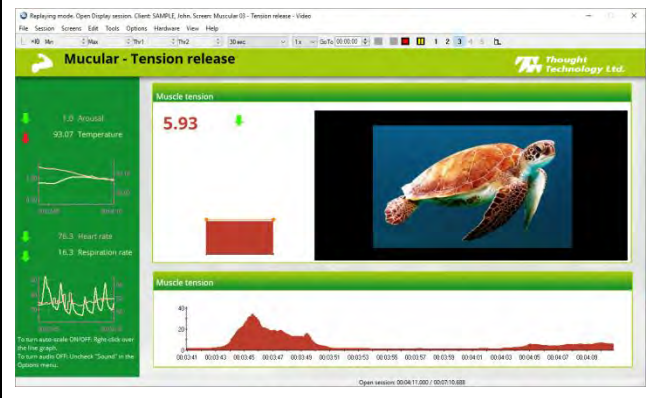 Replaying mode. Open Display session. Client: SAMPLE, John. Screen: Muscular 03 - Tension release - Video
File Session Screens Edit Tools Options Hardware View Help
Min Max Thr1 Thr2 30 sec 1x GoTo 00:00:00 1 2 3 4 5
Mucular - Tension release
Thought
Technology Ltd.
Muscle tension
5.93
1.0 Arousal
93.07 Temperature
00:04:10
76.3 Heart rate
16.3 Respiration rate
To turn auto-scale ON/OFF: Right-click over
the line graph.
To turn audio OFF: Uncheck "Sound" in the
Options menu.
Muscle tension
40
20
0
00:03:41 00:03:43 00:03:45 00:03:47 00:03:49 00:03:51 00:03:53 00:03:55 00:03:57 00:03:59 00:04:01 00:04:03 00:04:05 00:04:07 00:04:09
Open session: 00:04:11.000 / 00:07:10.688